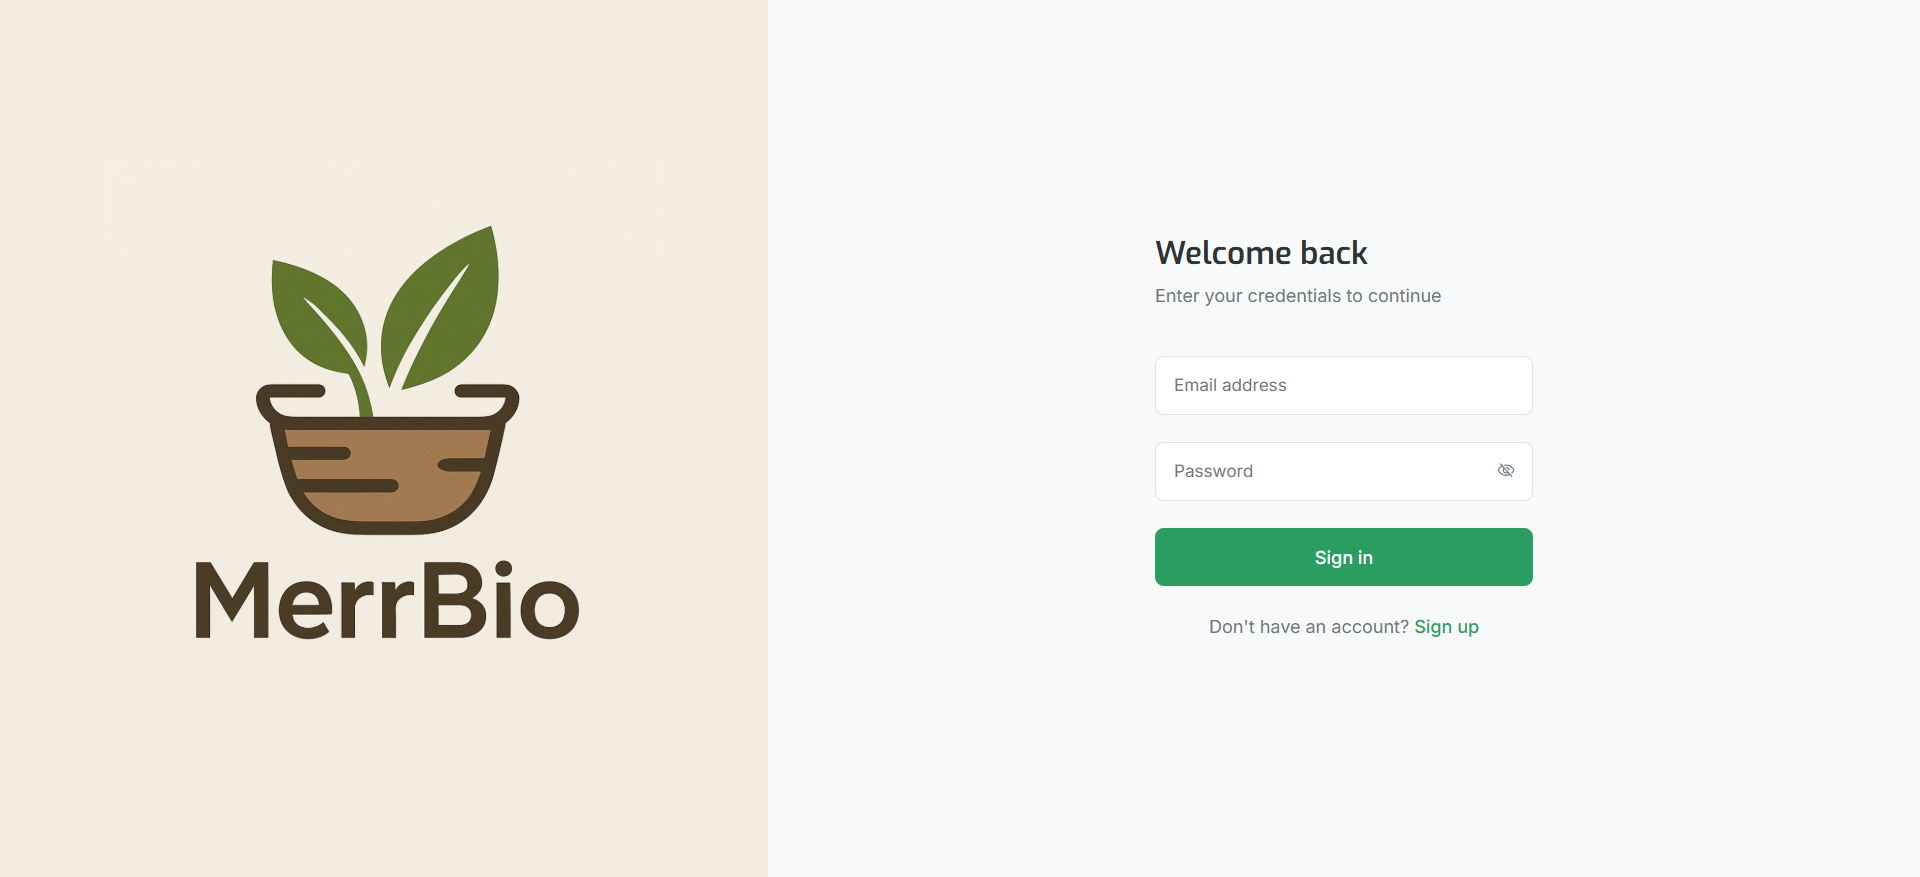 MerrBio
Welcome back
Enter your credentials to continue
Email address
Password
Sign in
Don't have an account? Sign up